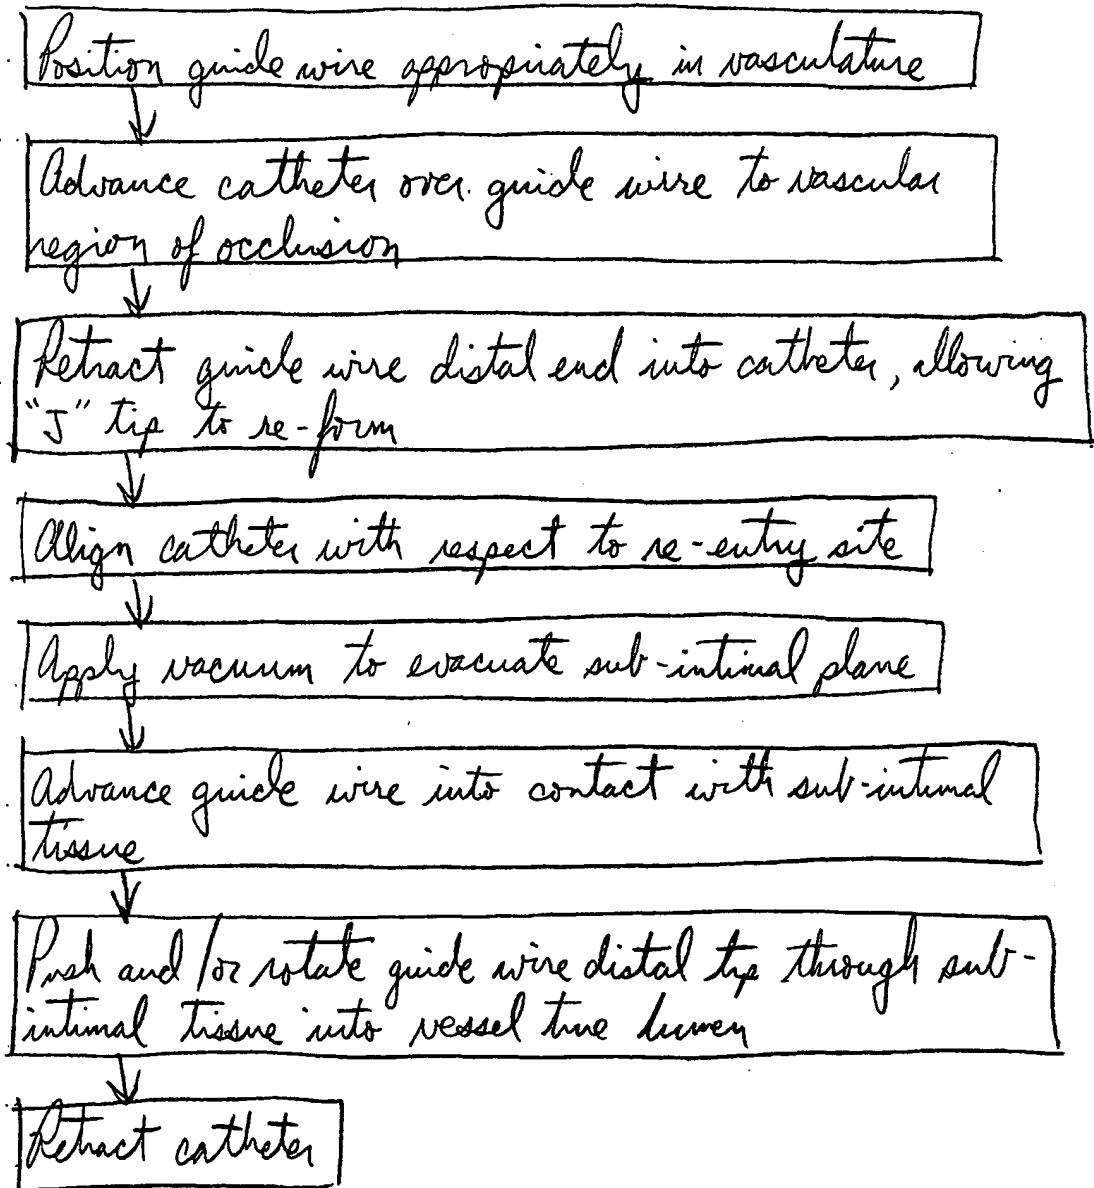 Position guide wire appropriately in vasculature
Advance catheter over guide wire to vascular
region of occlusion
Retract guide wire distal end into catheter, allowing
"J" tip to re-form
Align catheter with respect to re-entry site
Apply vacuum to evacuate sub-intimal plane
Advance guide wire into contact with sub-intimal
tissue
Push and/or rotate guide wire distal tip through sub-
intimal tissue into vessel true lumen
Retract catheter